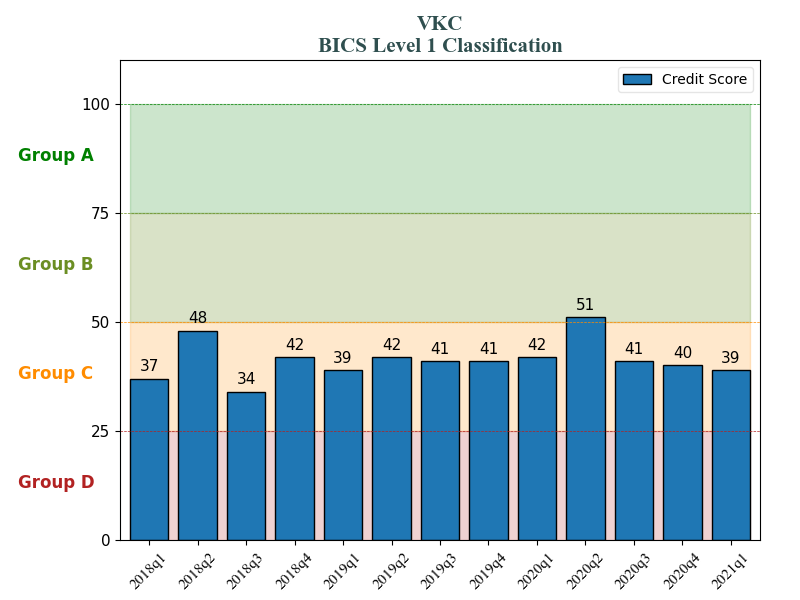 VKC
BICS Level 1 Classification
Credit Score
100
Group A
75
Group B
50
Group C
25
Group D
0
37
48
34
42
39
42
41
41
42
51
41
40
39
2018q1
2018q2
2018q3
2018q4
2019q1
2019q2
2019q3
2019q4
2020q1
2020q2
2020q3
2020q4
2021q1